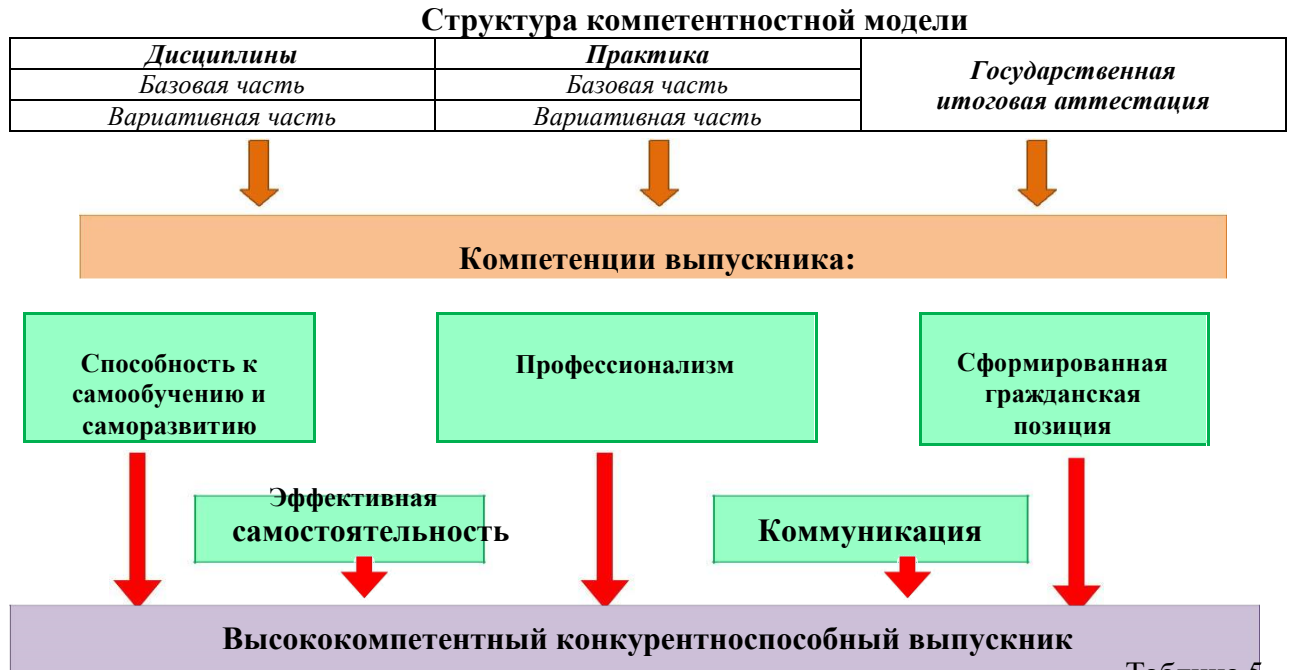 Структура компетентностной модели
Дисциплины
Практика
Государственная
итоговая аттестация
Базовая часть
Базовая часть
Вариативная часть
Вариативная часть
Компетенции выпускника:
Способность к
самообучению и
саморазвитию
Профессионализм
Сформированная
гражданская
позиция
Эффективная
самостоятельность
Коммуникация
Высококомпетентный конкурентноспособный выпускник